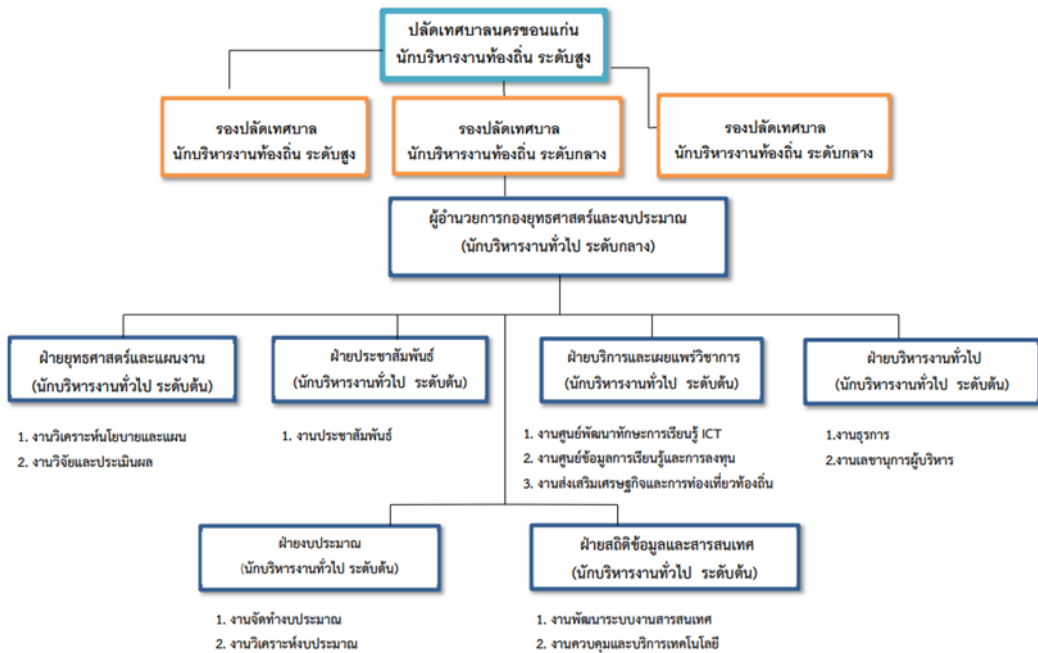 ปลัดเทศบาลนครขอนแก่น
นักบริหารงานท้องถิ่น ระดับสูง
รองปลัดเทศบาล
นักบริหารงานท้องถิ่น ระดับสูง
รองปลัดเทศบาล
นักบริหารงานท้องถิ่น ระดับกลาง
รองปลัดเทศบาล
นักบริหารงานท้องถิ่น ระดับกลาง
ผู้อำนวยการกองยุทธศาสตร์และงบประมาณ
(นักบริหารงานทั่วไป ระดับกลาง)
ฝ่ายยุทธศาสตร์และแผนงาน
(นักบริหารงานทั่วไป ระดับต้น)
1. งานวิเคราะห์นโยบายและแผน
2. งานวิจัยและประเมินผล
ฝ่ายประชาสัมพันธ์
(นักบริหารงานทั่วไป ระดับต้น)
1. งานประชาสัมพันธ์
ฝ่ายบริการและเผยแพร่วิชาการ
(นักบริหารงานทั่วไป ระดับต้น)
1. งานศูนย์พัฒนาทักษะการเรียนรู้ ICT
2. งานศูนย์ข้อมูลการเรียนรู้และการลงทุน
3. งานส่งเสริมเศรษฐกิจและการท่องเที่ยวท้องถิ่น
ฝ่ายบริหารงานทั่วไป
(นักบริหารงานทั่วไป ระดับต้น)
1.งานธุรการ
2.งานเลขานุการผู้บริหาร
ฝ่ายงบประมาณ
(นักบริหารงานทั่วไป ระดับต้น)
1. งานจัดทำงบประมาณ
2. งานวิเคราะห์งบประมาณ
ฝ่ายสถิติข้อมูลและสารสนเทศ
(นักบริหารงานทั่วไป ระดับต้น)
1. งานพัฒนาระบบงานสารสนเทศ
2. งานควบคุมและบริการเทคโนโลยี